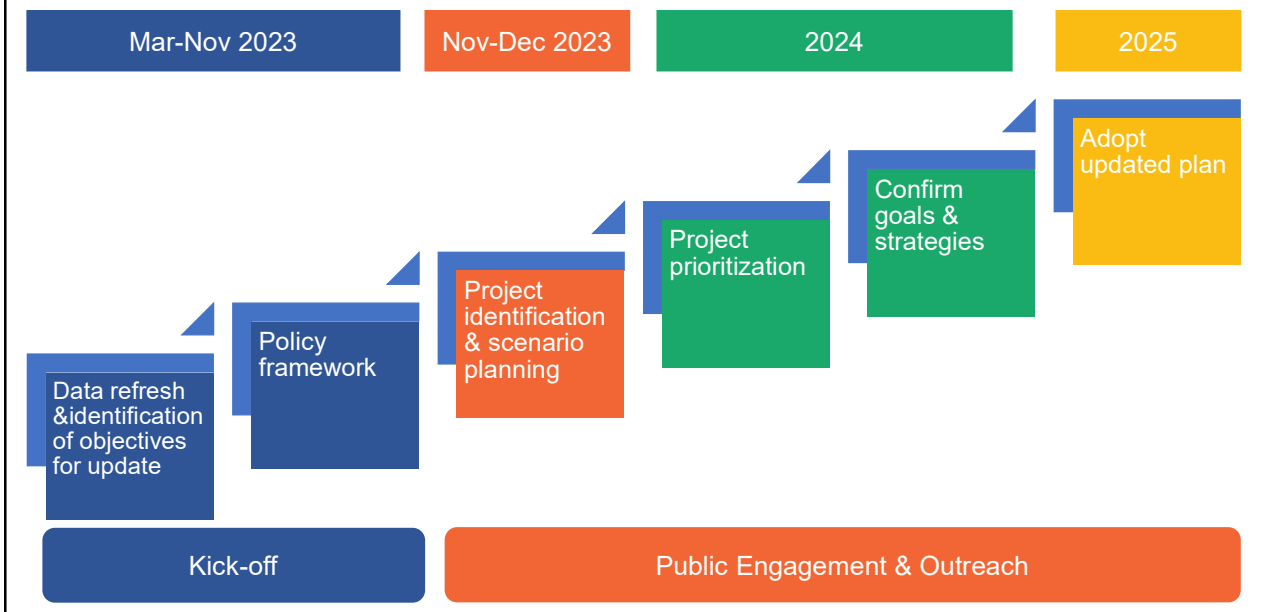 Mar-Nov 2023
Nov-Dec 2023
2024
2025
Data refresh
&identification
of objectives
for update
Policy
framework
Project
identification
& scenario
planning
Project
prioritization
Confirm
goals &
strategies
Adopt
updated plan
Kick-off
Public Engagement & Outreach